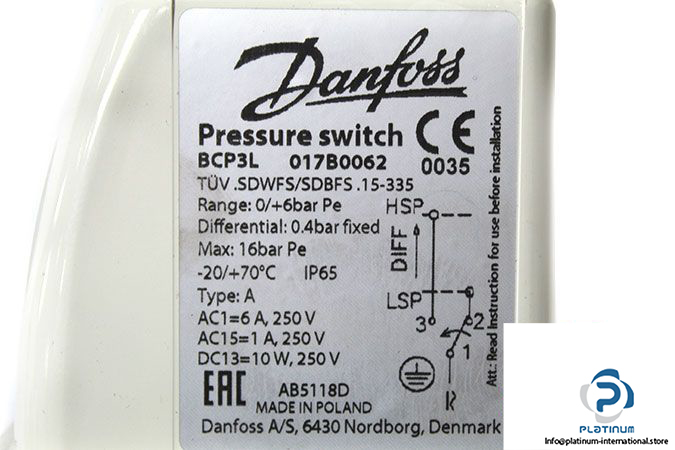 Danfoss
Pressure switch CE
BCP3L 017B0062 0035
TÜV .SDWFS/SDBFS .15-335
Range: 0/+6bar Pe
Differential: 0.4bar fixed
Max: 16bar Pe
-20/+70°C IP65
Type: A
AC1=6 A, 250 V
AC15=1 A, 250 V
DC13=10 W, 250 V
HSP
DIFF
LSP
3
2
1
EAC AB5118D
MADE IN POLAND
Danfoss A/S, 6430 Nordborg, Denmark
Att.: Read Instruction for use before installation
PLATINUM
Info@platinum-international.store